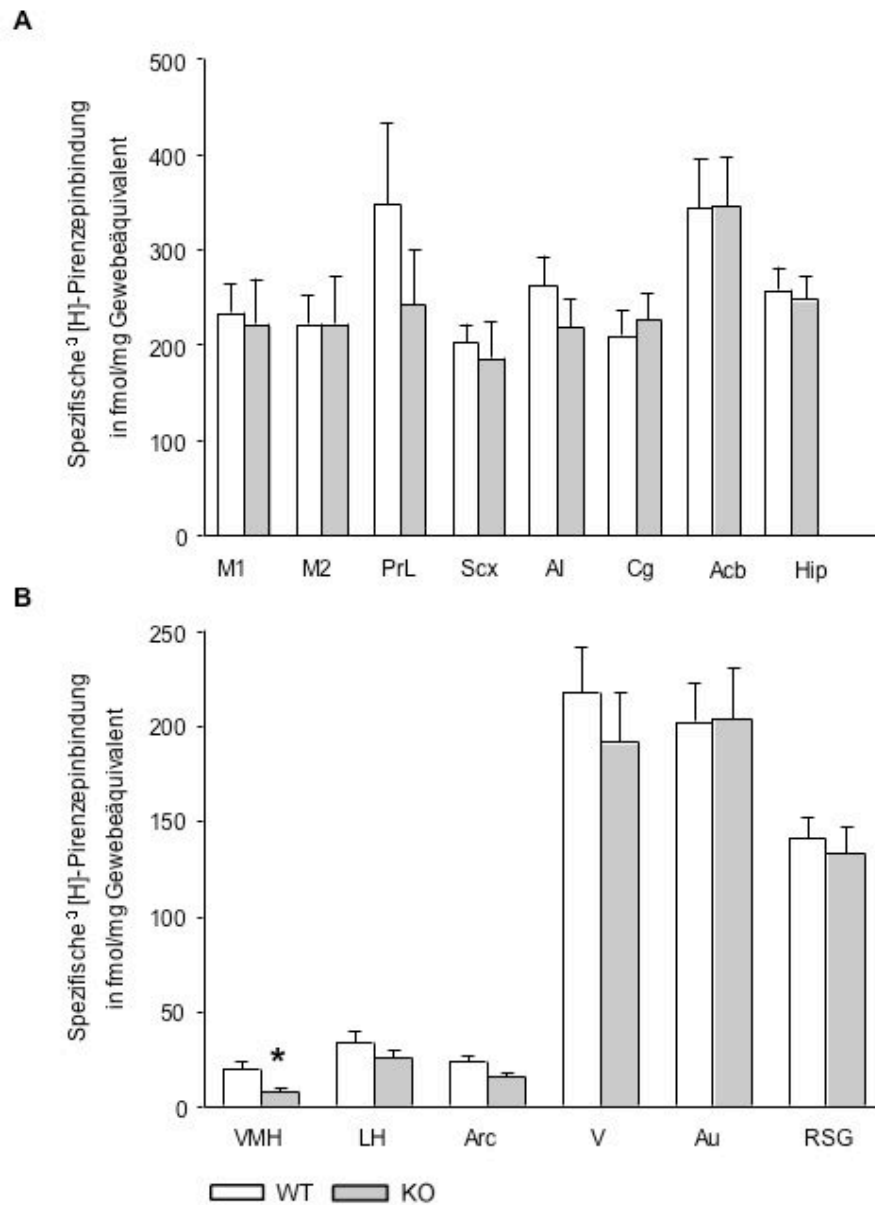 A
Spezifische ³ [H]-Pirenzepinbindung
in fmol/mg Gewebeäquivalent
500
400
300
200
100
0
M1 M2 PrL Scx AI Cg Acb Hip
B
Spezifische ³ [H]-Pirenzepinbindung
in fmol/mg Gewebeäquivalent
250
200
150
100
50
0
*
VMH LH Arc V Au RSG
WT KO